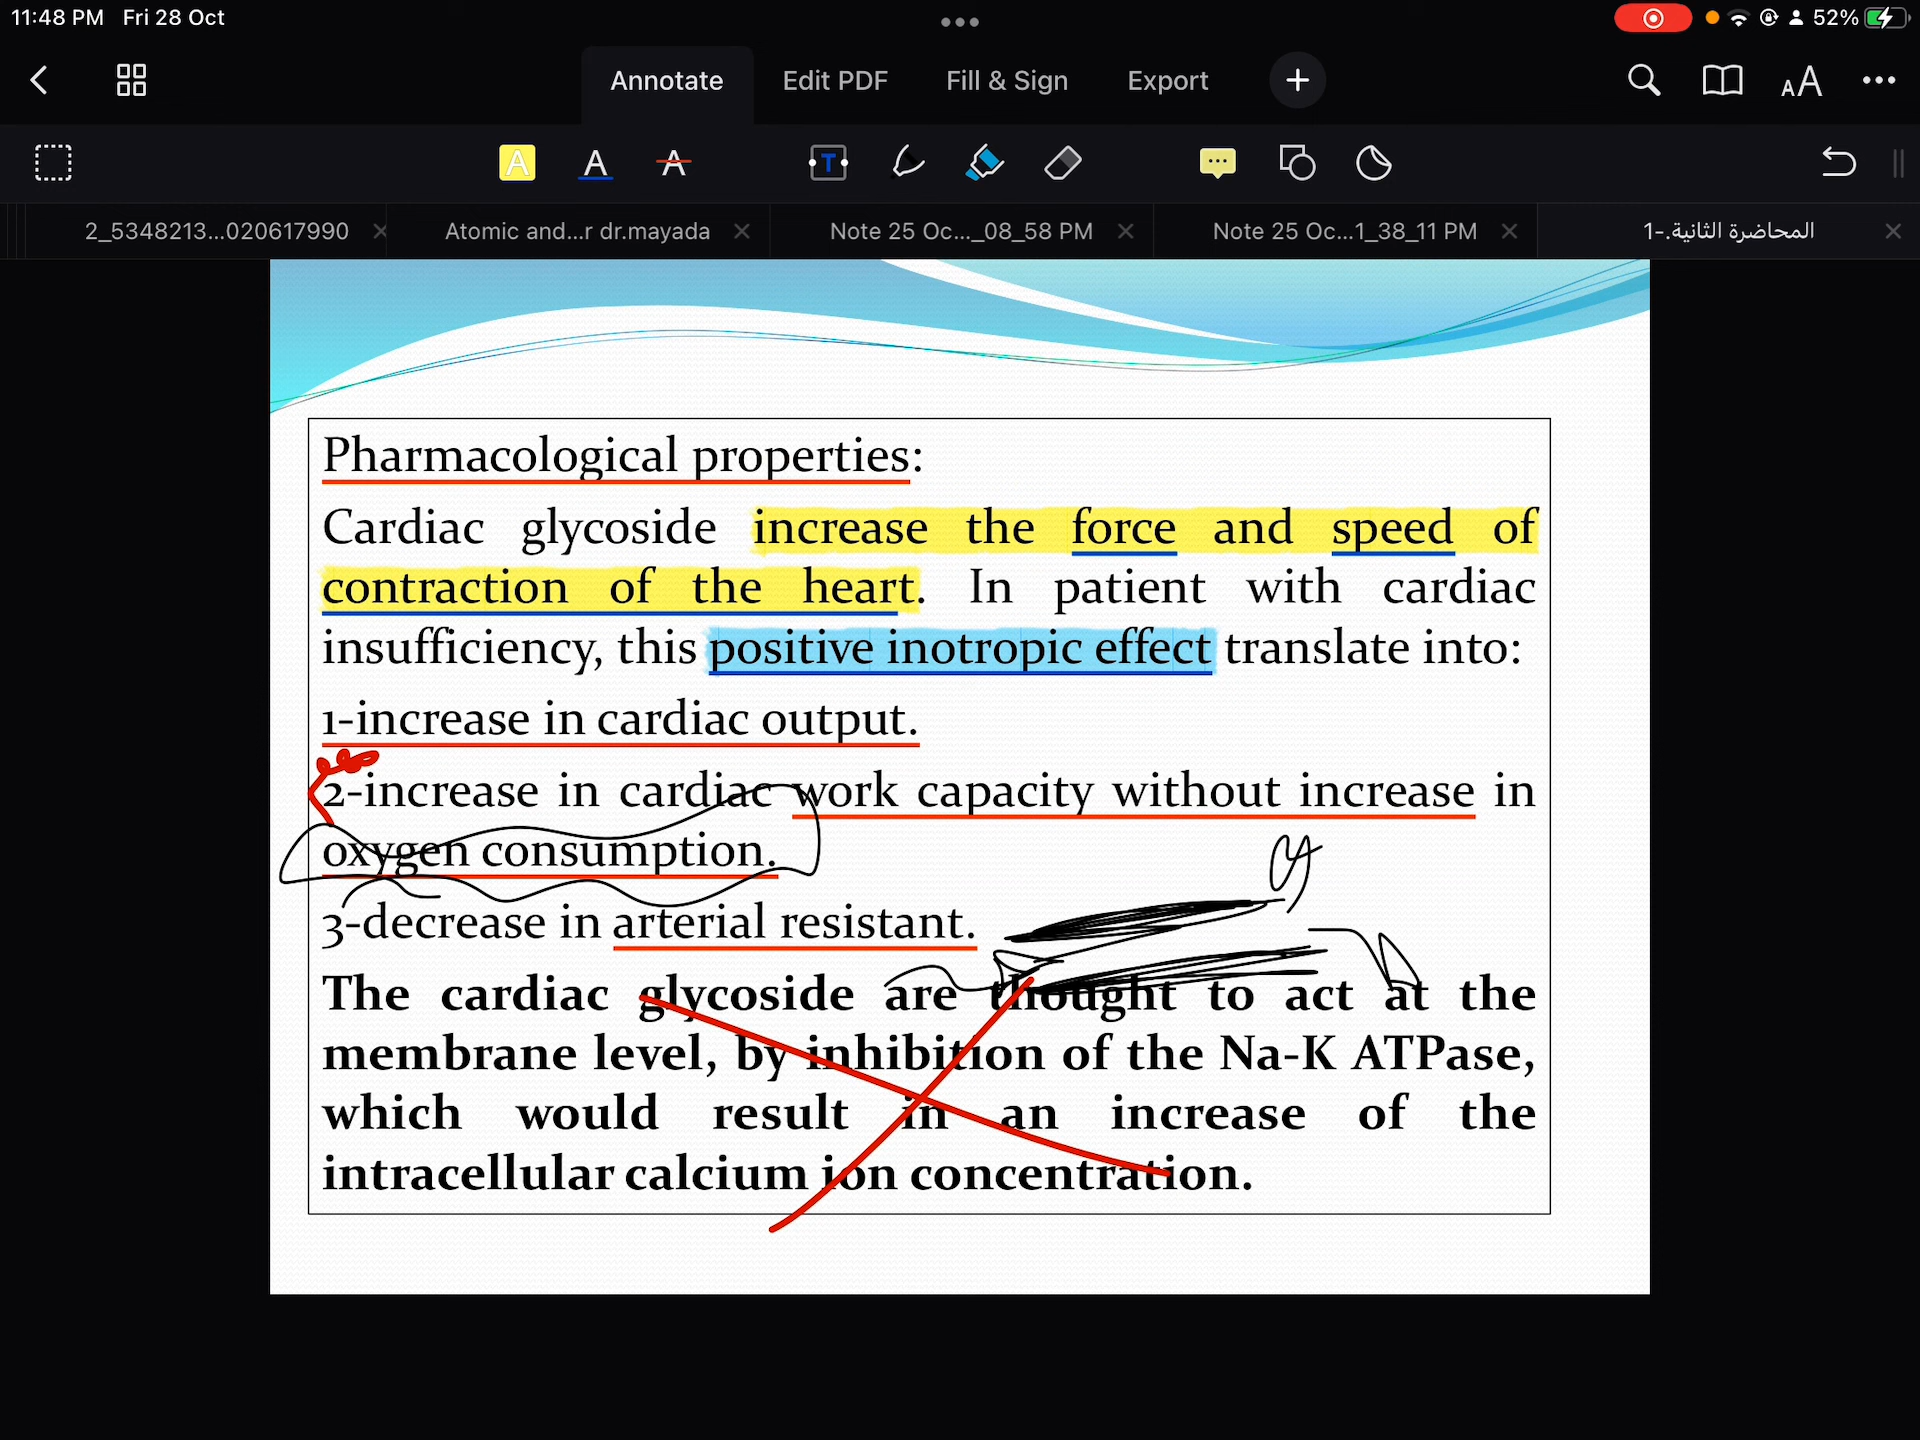 11:48 PM Fri 28 Oct
52%
Annotate Edit PDF Fill & Sign Export
AA
A A A T
2_5348213...020617990 Atomic and...r dr.mayada Note 25 Oc..._08_58 PM Note 25 Oc...1_38_11 PM المحاضرة الثانية.-1
Pharmacological properties:
Cardiac glycoside increase the force and speed of
contraction of the heart. In patient with cardiac
insufficiency, this positive inotropic effect translate into:
1-increase in cardiac output.
2-increase in cardiac work capacity without increase in
oxygen consumption.
3-decrease in arterial resistant.
The cardiac glycoside are thought to act at the
membrane level, by inhibition of the Na-K ATPase,
which would result in an increase of the
intracellular calcium ion concentration.